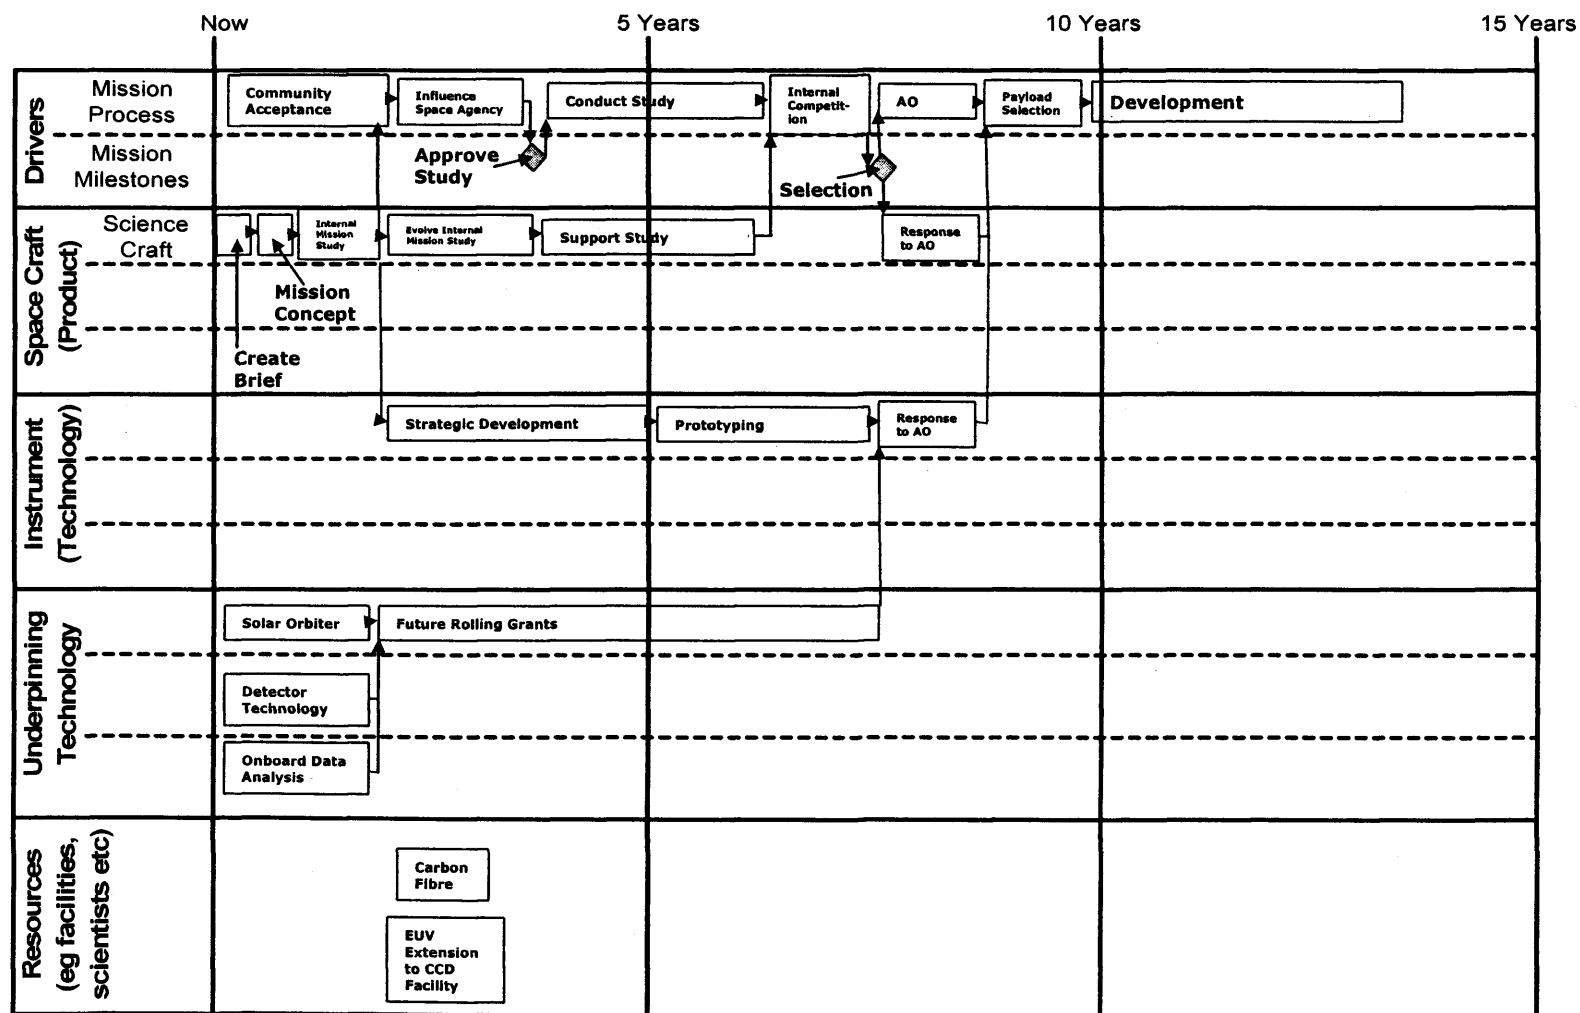 Now
5 Years
10 Years
15 Years
Drivers
Mission
Process
Community
Acceptance
Influence
Space Agency
Conduct Study
Internal
Competit-
ion
AO
Payload
Selection
Development
Mission
Milestones
Approve
Study
Selection
Space Craft
(Product)
Science
Craft
Internal
Mission
Study
Evolve Internal
Mission Study
Support Study
Response
to AO
Mission
Concept
Create
Brief
Instrument
(Technology)
Strategic Development
Prototyping
Response
to AO
Underpinning
Technology
Solar Orbiter
Future Rolling Grants
Detector
Technology
Onboard Data
Analysis
Resources
(eg facilities,
scientists etc)
Carbon
Fibre
EUV
Extension
to CCD
Facility